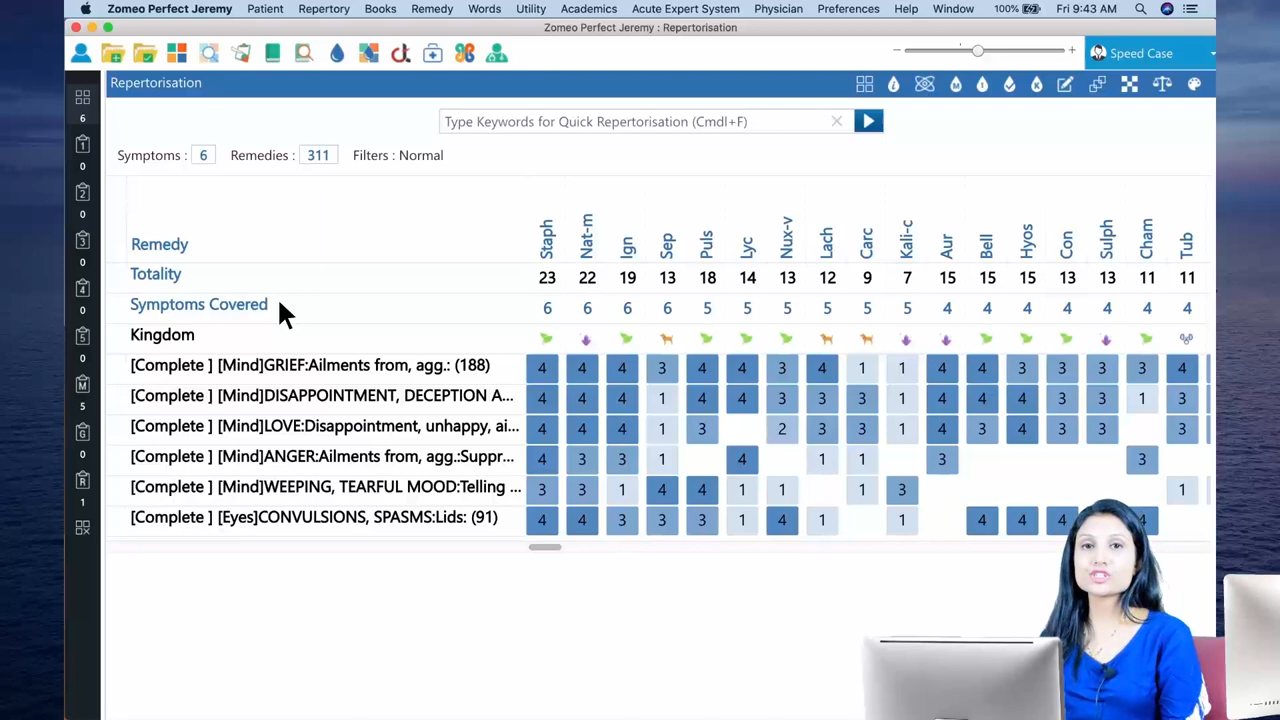 Zomeo Perfect Jeremy Patient Repertory Books Remedy Words Utility Academics Acute Expert System Physician Preferences Help Window 100% Fri 9:43 AM
Zomeo Perfect Jeremy : Repertorisation
Speed Case
Repertorisation
6
Type Keywords for Quick Repertorisation (Cmdl+F)
1
0
Symptoms : 6 Remedies : 311 Filters : Normal
2
0
3
0
4
0
5
0
M
5
G
0
R
1
Remedy Staph Nat-m Ign Sep Puls Lyc Nux-v Lach Carc Kali-c Aur Bell Hyos Con Sulph Cham Tub
Totality 23 22 19 13 18 14 13 12 9 7 15 15 15 13 13 11 11
Symptoms Covered 6 6 6 6 5 5 5 5 5 5 4 4 4 4 4 4 4
Kingdom
[Complete ] [Mind]GRIEF:Ailments from, agg.: (188) 4 4 4 3 4 4 3 4 1 1 4 4 3 3 3 3 4
[Complete ] [Mind]DISAPPOINTMENT, DECEPTION A... 4 4 4 1 4 4 3 3 3 1 4 4 4 3 3 1 3
[Complete ] [Mind]LOVE:Disappointment, unhappy, ai... 4 4 4 1 3 2 3 3 1 4 3 4 3 3 3
[Complete ] [Mind]ANGER:Ailments from, agg.:Suppr... 4 3 3 1 4 1 1 3 3
[Complete ] [Mind]WEEPING, TEARFUL MOOD:Telling ... 3 3 1 4 4 1 1 1 3 1
[Complete ] [Eyes]CONVULSIONS, SPASMS:Lids: (91) 4 4 3 3 3 1 4 1 1 4 4 4 4